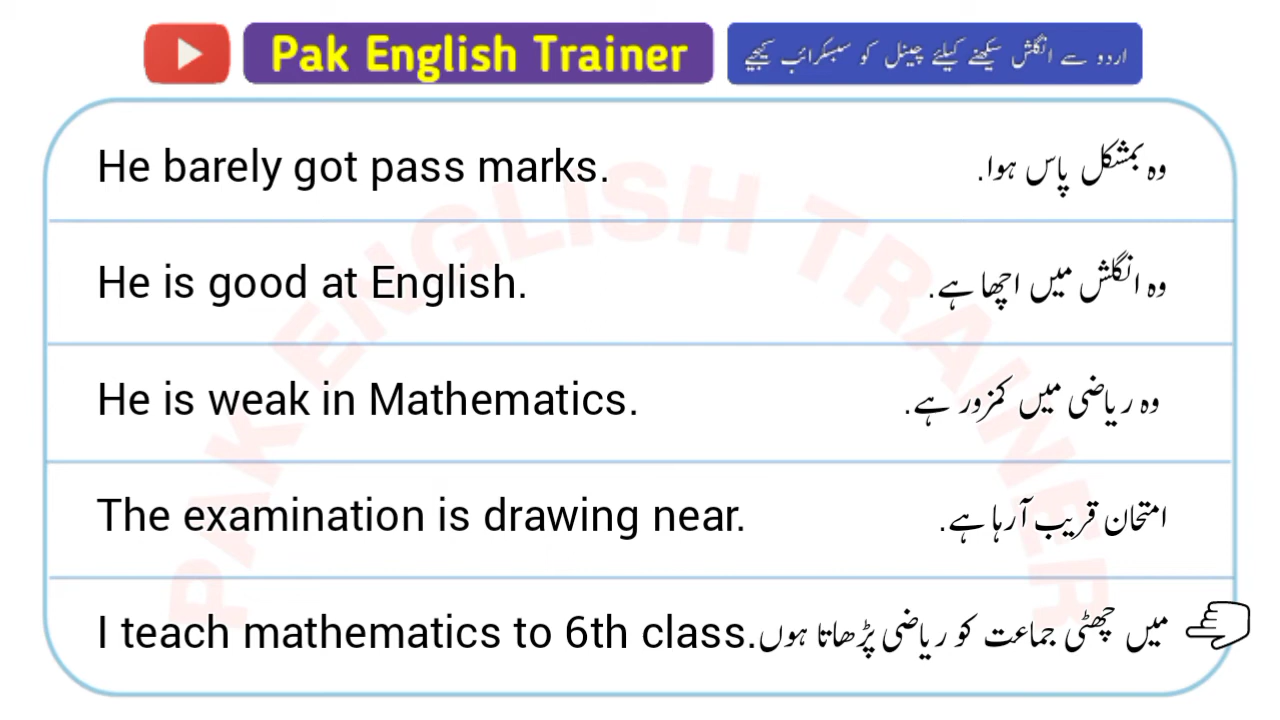 Pak English Trainer
اردو سے انگلش سیکھنے کیلئے چینل کو سبسکرائب کیجیے
He barely got pass marks. وہ بمشکل پاس ہوا.
He is good at English. وہ انگلش میں اچھا ہے.
He is weak in Mathematics. وہ ریاضی میں کمزور ہے.
The examination is drawing near. امتحان قریب آرہا ہے.
I teach mathematics to 6th class. میں چھٹی جماعت کو ریاضی پڑھاتا ہوں
PAK ENGLISH TRAINER